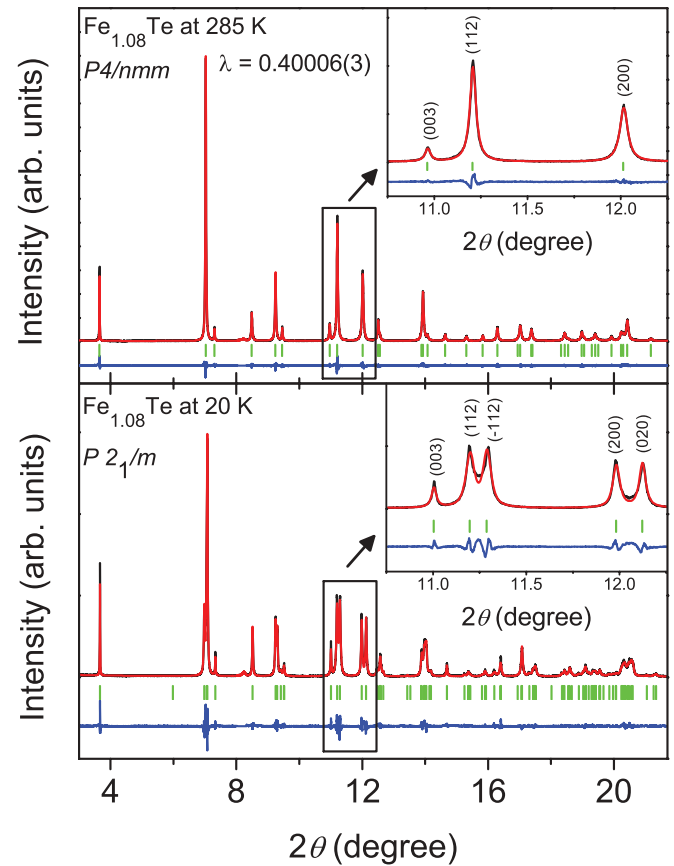 Fe1.08Te at 285 K
P4/nmm
λ = 0.40006(3)
(003)
(112)
(200)
11.0 11.5 12.0
2θ (degree)
Intensity (arb. units)
Fe1.08Te at 20 K
P 21/m
(003)
(112)
(-112)
(200)
(020)
11.0 11.5 12.0
2θ (degree)
Intensity (arb. units)
4 8 12 16 20
2θ (degree)